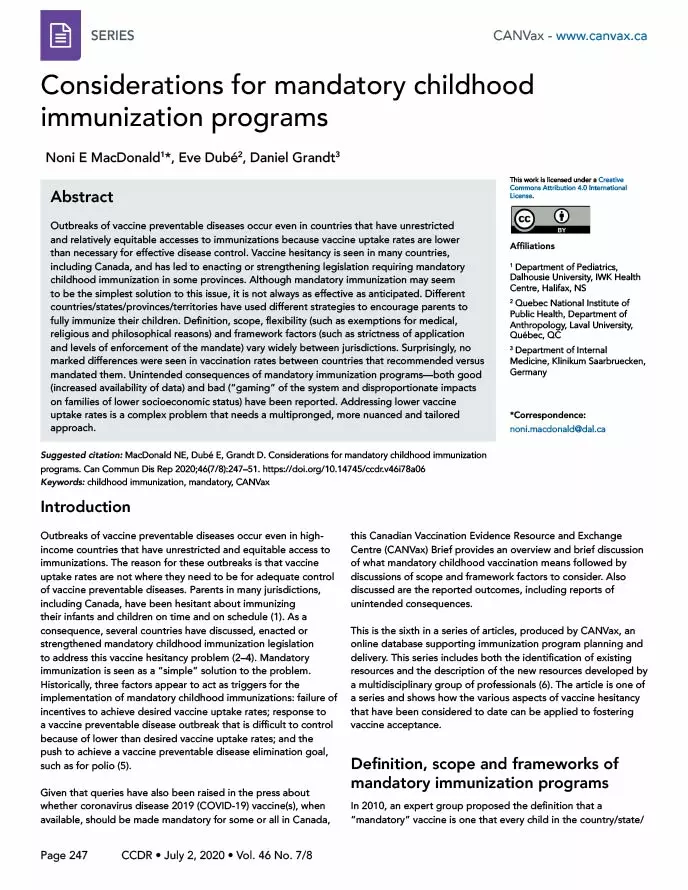 SERIES
CANVax - www.canvax.ca
Considerations for mandatory childhood
immunization programs
Noni E MacDonald1*, Eve Dubé2, Daniel Grandt3
Abstract
Outbreaks of vaccine preventable diseases occur even in countries that have unrestricted
and relatively equitable accesses to immunizations because vaccine uptake rates are lower
than necessary for effective disease control. Vaccine hesitancy is seen in many countries,
including Canada, and has led to enacting or strengthening legislation requiring mandatory
childhood immunization in some provinces. Although mandatory immunization may seem
to be the simplest solution to this issue, it is not always as effective as anticipated. Different
countries/states/provinces/territories have used different strategies to encourage parents to
fully immunize their children. Definition, scope, flexibility (such as exemptions for medical,
religious and philosophical reasons) and framework factors (such as strictness of application
and levels of enforcement of the mandate) vary widely between jurisdictions. Surprisingly, no
marked differences were seen in vaccination rates between countries that recommended versus
mandated them. Unintended consequences of mandatory immunization programs—both good
(increased availability of data) and bad (“gaming” of the system and disproportionate impacts
on families of lower socioeconomic status) have been reported. Addressing lower vaccine
uptake rates is a complex problem that needs a multipronged, more nuanced and tailored
approach.
This work is licensed under a Creative
Commons Attribution 4.0 International
License.
cc
BY
Affiliations
1 Department of Pediatrics,
Dalhousie University, IWK Health
Centre, Halifax, NS
2 Quebec National Institute of
Public Health, Department of
Anthropology, Laval University,
Québec, QC
3 Department of Internal
Medicine, Klinikum Saarbruecken,
Germany
*Correspondence:
noni.macdonald@dal.ca
Suggested citation: MacDonald NE, Dubé E, Grandt D. Considerations for mandatory childhood immunization
programs. Can Commun Dis Rep 2020;46(7/8):247–51. https://doi.org/10.14745/ccdr.v46i78a06
Keywords: childhood immunization, mandatory, CANVax
Introduction
Outbreaks of vaccine preventable diseases occur even in high-
income countries that have unrestricted and equitable access to
immunizations. The reason for these outbreaks is that vaccine
uptake rates are not where they need to be for adequate control
of vaccine preventable diseases. Parents in many jurisdictions,
including Canada, have been hesitant about immunizing
their infants and children on time and on schedule (1). As a
consequence, several countries have discussed, enacted or
strengthened mandatory childhood immunization legislation
to address this vaccine hesitancy problem (2–4). Mandatory
immunization is seen as a “simple” solution to the problem.
Historically, three factors appear to act as triggers for the
implementation of mandatory childhood immunizations: failure of
incentives to achieve desired vaccine uptake rates; response to
a vaccine preventable disease outbreak that is difficult to control
because of lower than desired vaccine uptake rates; and the
push to achieve a vaccine preventable disease elimination goal,
such as for polio (5).
Given that queries have also been raised in the press about
whether coronavirus disease 2019 (COVID-19) vaccine(s), when
available, should be made mandatory for some or all in Canada,
this Canadian Vaccination Evidence Resource and Exchange
Centre (CANVax) Brief provides an overview and brief discussion
of what mandatory childhood vaccination means followed by
discussions of scope and framework factors to consider. Also
discussed are the reported outcomes, including reports of
unintended consequences.
This is the sixth in a series of articles, produced by CANVax, an
online database supporting immunization program planning and
delivery. This series includes both the identification of existing
resources and the description of the new resources developed by
a multidisciplinary group of professionals (6). The article is one of
a series and shows how the various aspects of vaccine hesitancy
that have been considered to date can be applied to fostering
vaccine acceptance.
Definition, scope and frameworks of
mandatory immunization programs
In 2010, an expert group proposed the definition that a
“mandatory” vaccine is one that every child in the country/state/
Page 247
CCDR • July 2, 2020 • Vol. 46 No. 7/8